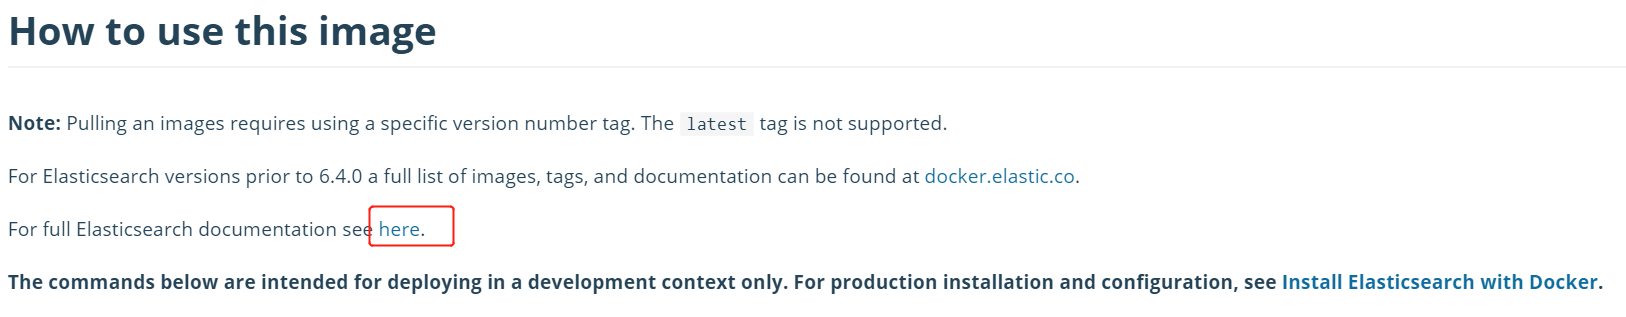 How to use this image
Note: Pulling an images requires using a specific version number tag. The latest tag is not supported.
For Elasticsearch versions prior to 6.4.0 a full list of images, tags, and documentation can be found at docker.elastic.co.
For full Elasticsearch documentation see here.
The commands below are intended for deploying in a development context only. For production installation and configuration, see Install Elasticsearch with Docker.